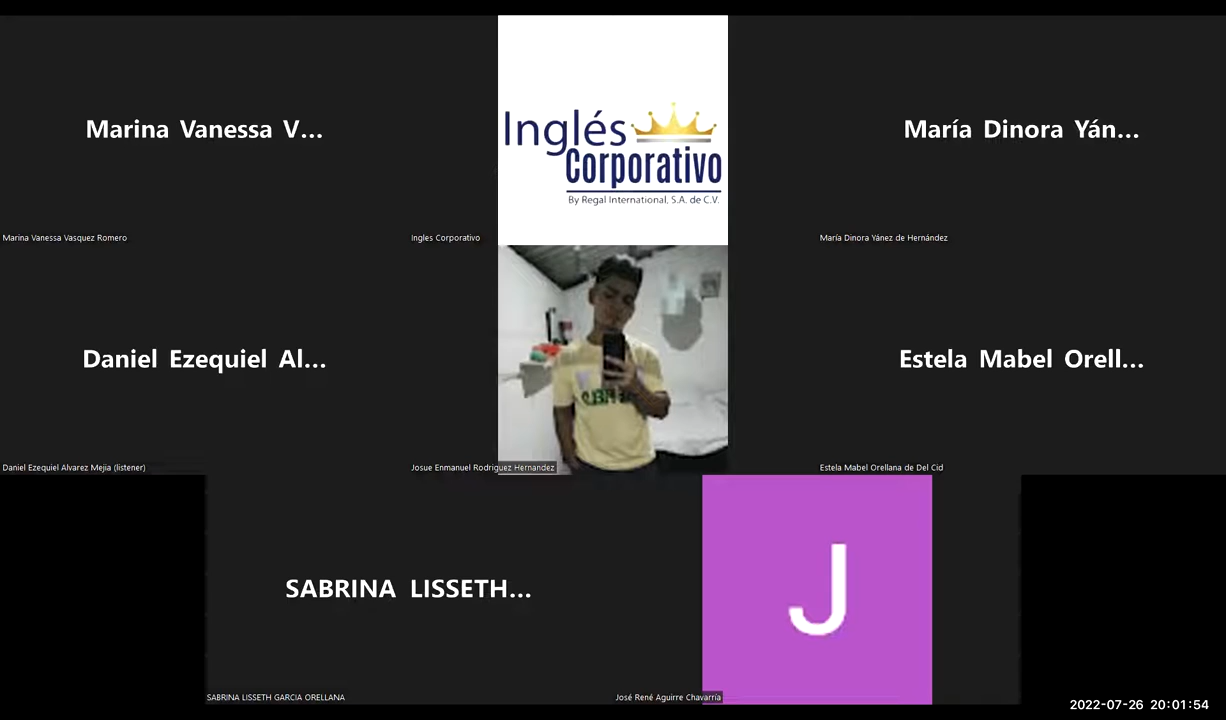 Marina Vanessa V...
Inglés
Corporativo
By Regal International, S.A. de C.V.
María Dinora Yán...
Marina Vanessa Vasquez Romero
Ingles Corporativo
María Dinora Yánez de Hernández
Daniel Ezequiel Al...
Estela Mabel Orell...
Daniel Ezequiel Alvarez Mejia (listener)
Josue Enmanuel Rodriguez Hernandez
Estela Mabel Orellana de Del Cid
SABRINA LISSETH...
J
SABRINA LISSETH GARCIA ORELLANA
José René Aguirre Chavarría
2022-07-26 20:01:54